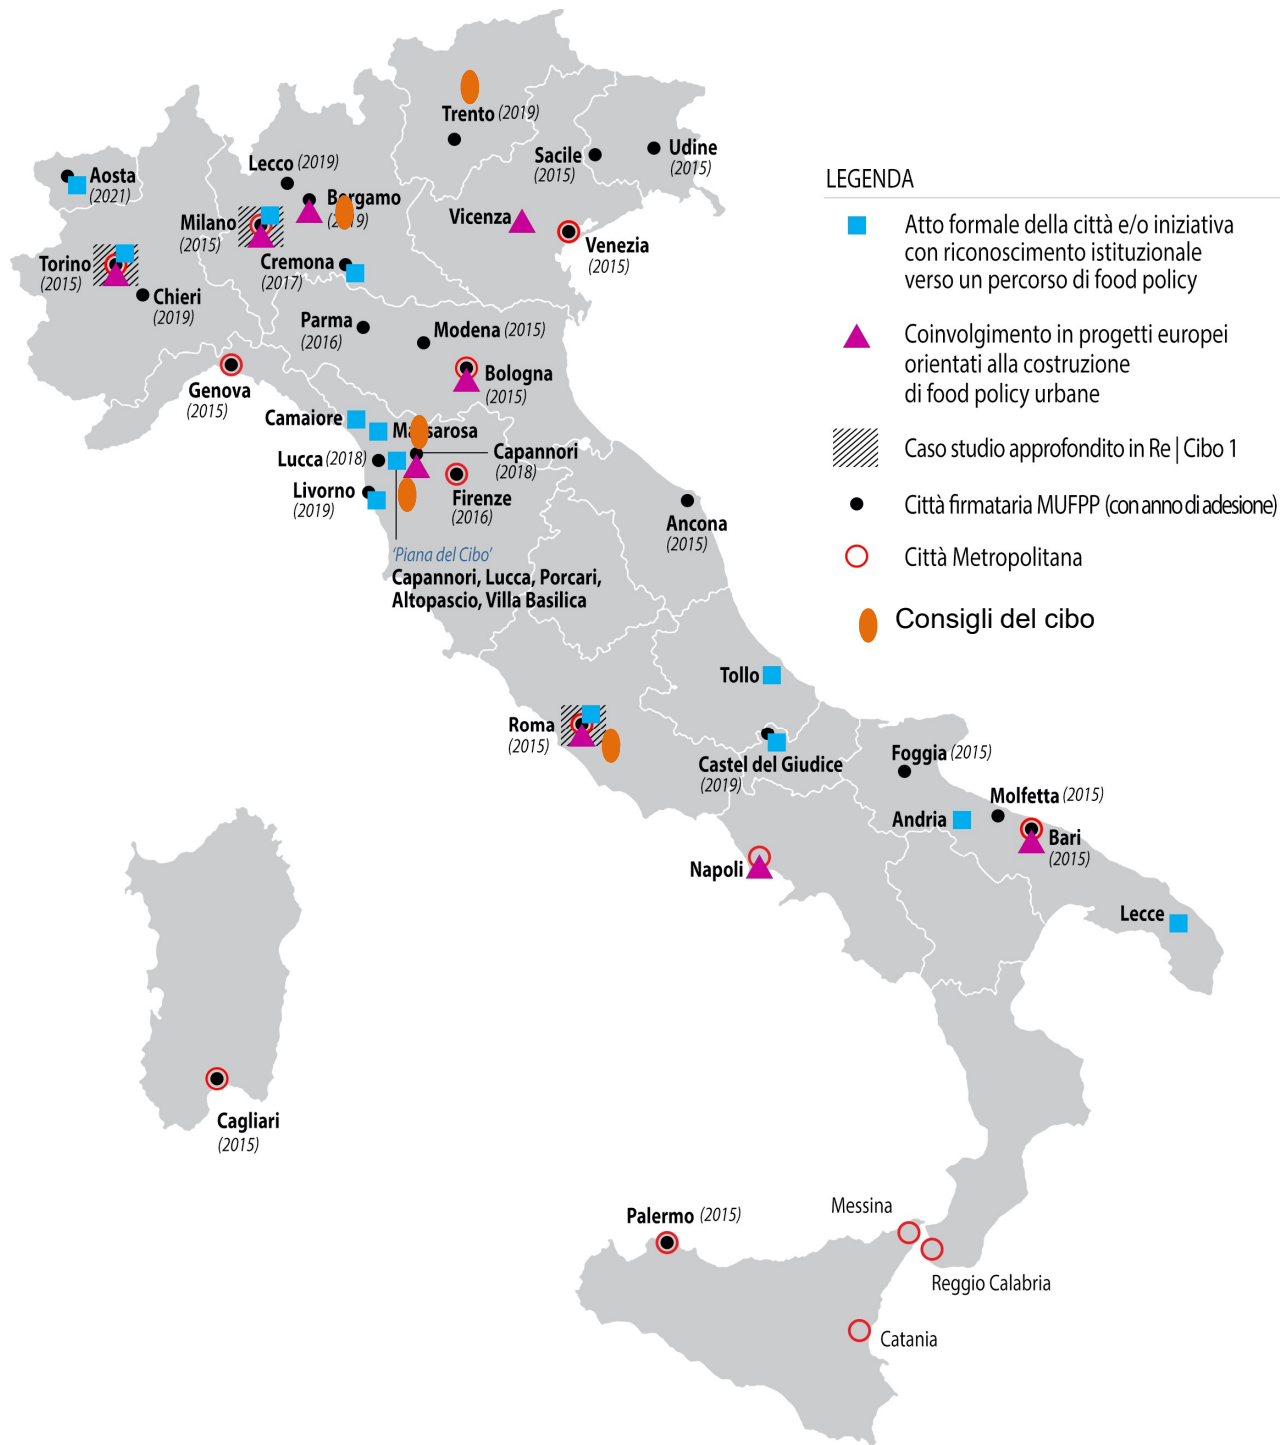 Trento (2019)
Sacile
(2015)
Udine
(2015)
Lecco (2019)
Aosta
(2021)
Bergamo
(2019)
Milano
(2015)
Vicenza
Venezia
(2015)
Torino
(2015)
Cremona
(2017)
Chieri
(2019)
Parma
(2016)
Modena (2015)
Genova
(2015)
Bologna
(2015)
Camaiore
Massarosa
Capannori
(2018)
Lucca (2018)
Livorno
(2019)
Firenze
(2016)
Ancona
(2015)
'Piana del Cibo'
Capannori, Lucca, Porcari,
Altopascio, Villa Basilica
Tollo
Roma
(2015)
Castel del Giudice
(2019)
Foggia (2015)
Molfetta (2015)
Andria
Bari
(2015)
Napoli
Lecce
Cagliari
(2015)
Palermo (2015)
Messina
Reggio Calabria
Catania
LEGENDA
Atto formale della città e/o iniziativa
con riconoscimento istituzionale
verso un percorso di food policy
Coinvolgimento in progetti europei
orientati alla costruzione
di food policy urbane
Caso studio approfondito in Re | Cibo 1
Città firmataria MUFPP (con anno di adesione)
Città Metropolitana
Consigli del cibo